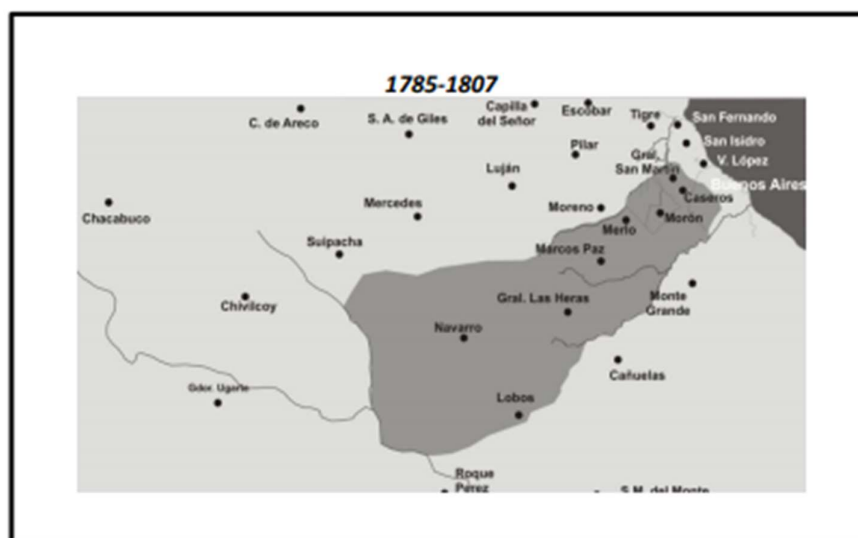 1785-1807
C. de Areco
S. A. de Giles
Capilla
del Señor
Escobar
Tigre
San Fernando
San Isidro
V. López
Gral.
San Martín
Buenos Aires
Caseros
Pilar
Luján
Moreno
Merlo
Morón
Mercedes
Chacabuco
Suipacha
Marcos Paz
Chivilcoy
Gral. Las Heras
Monte
Grande
Navarro
Cañuelas
Gdor. Ugarte
Lobos
Roque
Pérez
S.M. del Monte